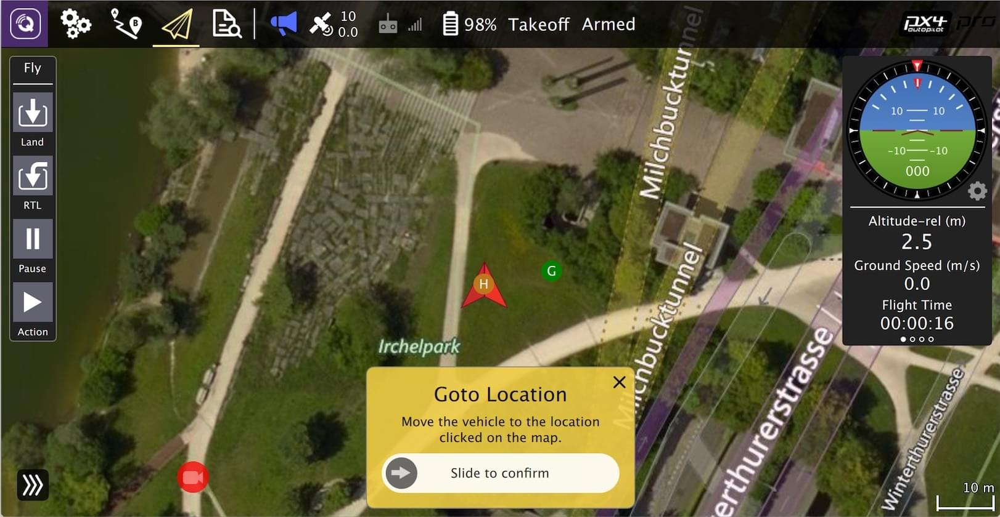 10
0.0
98%
Takeoff
Armed
px4
autopilot
pro
Fly
Land
RTL
Pause
Action
A
B
Milchbucktunnel
Milchbucktunnel
Irchelpark
H
G
Goto Location
Move the vehicle to the location
clicked on the map.
Slide to confirm
10 10
-10 -10
000
Altitude-rel (m)
2.5
Ground Speed (m/s)
0.0
Flight Time
00:00:16
erthurerstrasse
Winterthurerstrasse
10 m